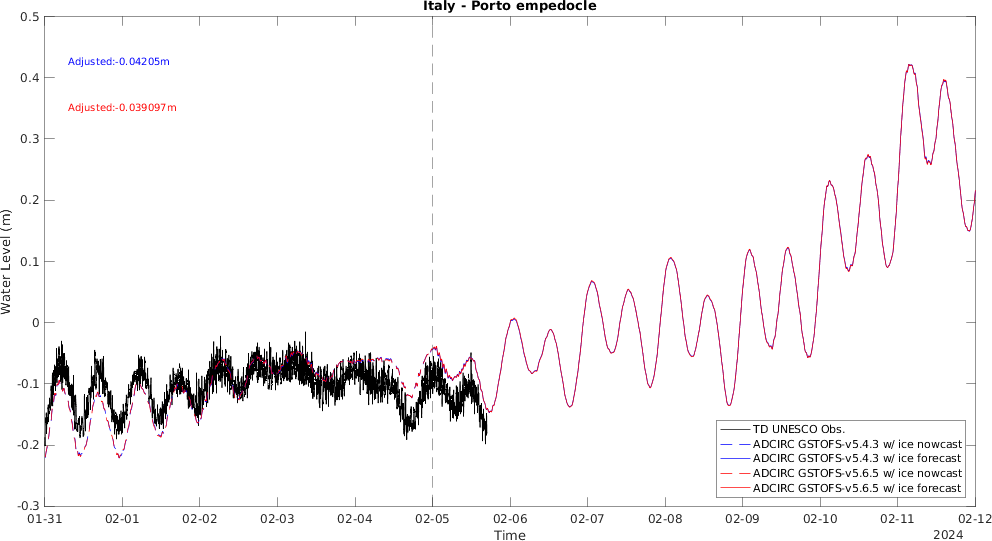 Italy - Porto empedocle
Adjusted:-0.04205m
Adjusted:-0.039097m
Water Level (m)
0.5
0.4
0.3
0.2
0.1
0
-0.1
-0.2
-0.3
TD UNESCO Obs.
ADCIRC GSTOFS-v5.4.3 w/ ice nowcast
ADCIRC GSTOFS-v5.4.3 w/ ice forecast
ADCIRC GSTOFS-v5.6.5 w/ ice nowcast
ADCIRC GSTOFS-v5.6.5 w/ ice forecast
01-31 02-01 02-02 02-03 02-04 02-05 02-06 02-07 02-08 02-09 02-10 02-11 02-12
Time
2024